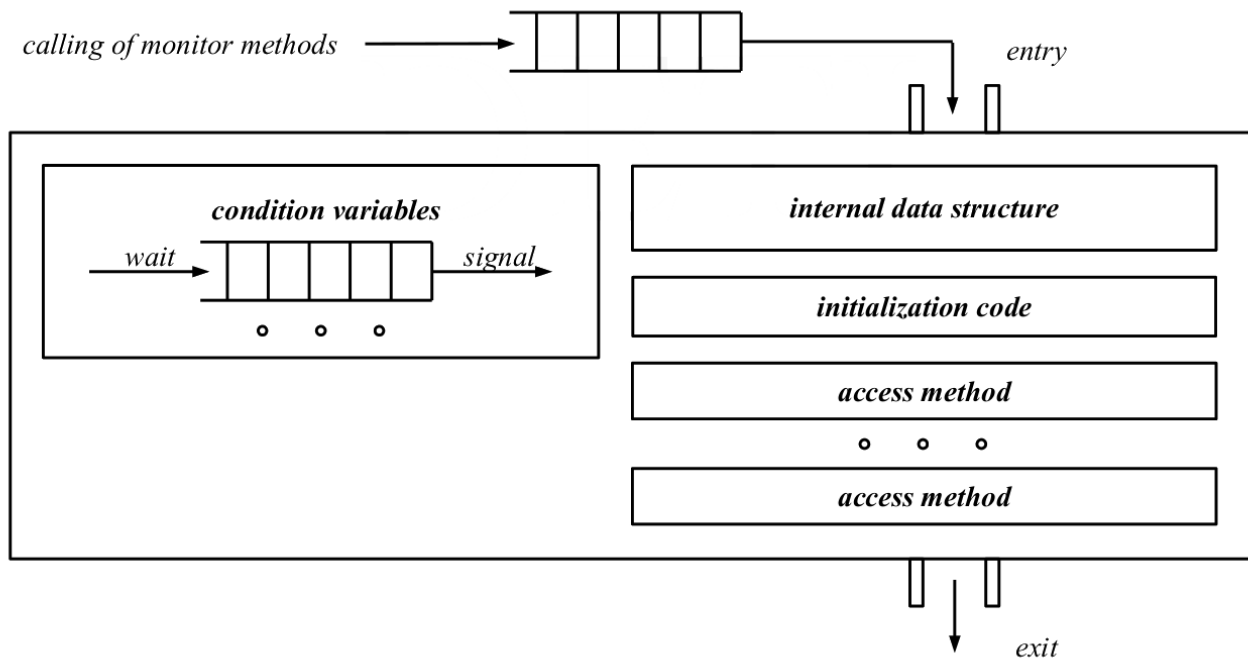 calling of monitor methods
entry
condition variables
wait
signal
internal data structure
initialization code
access method
access method
exit